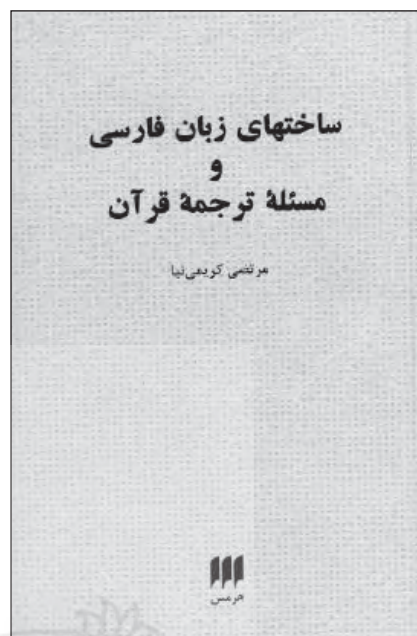 ساختهای زبان فارسی
و
مسئلهٔ ترجمهٔ قرآن
مرتضی کریمی‌نیا
هرمس